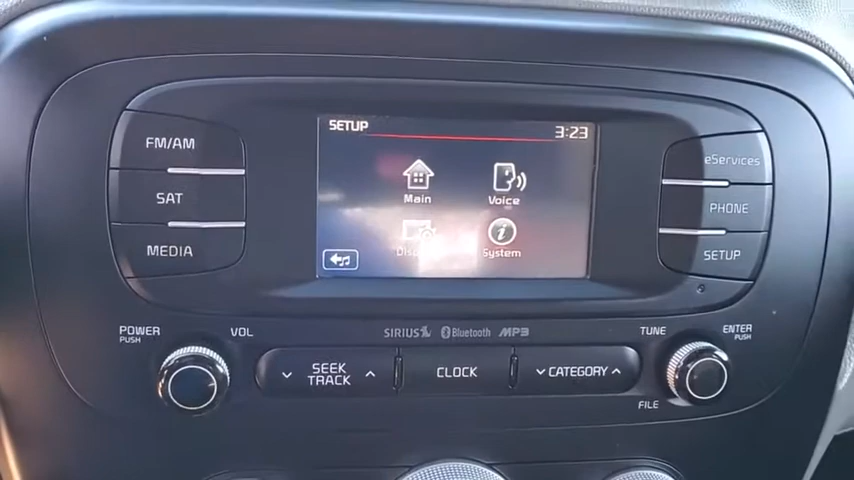 SETUP
3:23
Main
Voice
System
FM/AM
SAT
MEDIA
eServices
PHONE
SETUP
POWER
PUSH
VOL
SIRIUS
Bluetooth
MP3
TUNE
ENTER
PUSH
SEEK
TRACK
CLOCK
CATEGORY
FILE